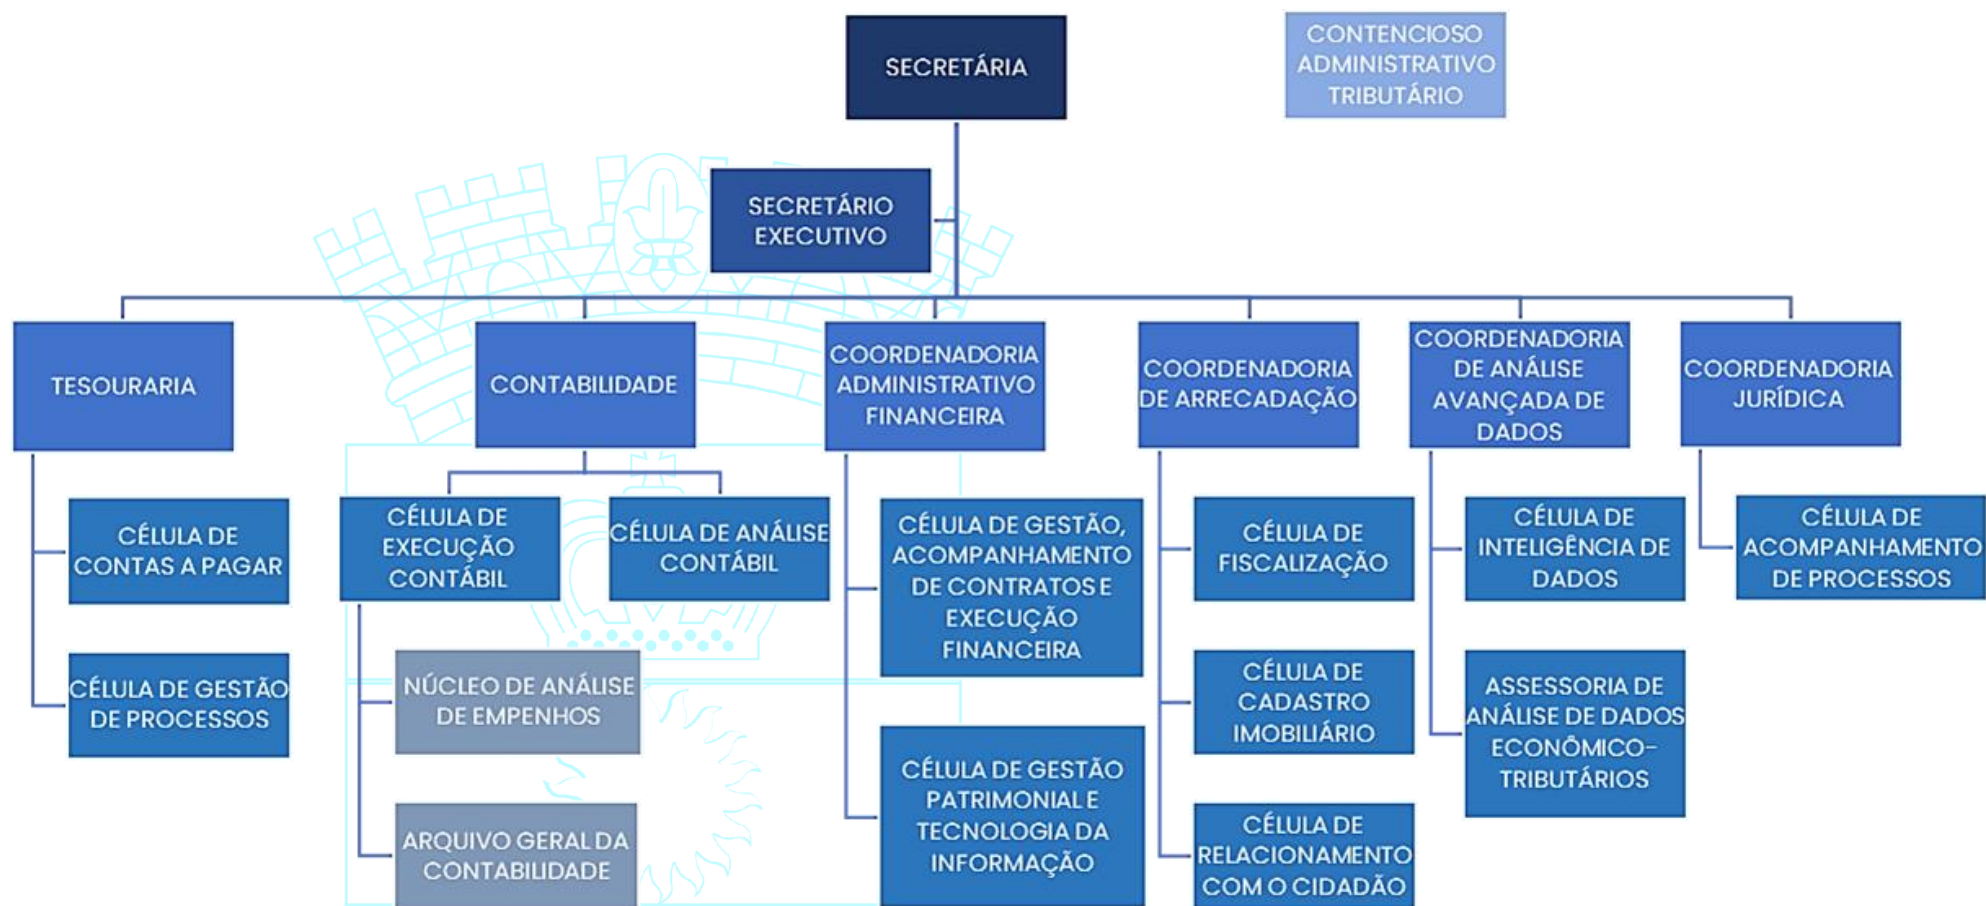 SECRETÁRIA
CONTENCIOSO
ADMINISTRATIVO
TRIBUTÁRIO
SECRETÁRIO
EXECUTIVO
TESOURARIA
CONTABILIDADE
COORDENADORIA
ADMINISTRATIVO
FINANCEIRA
COORDENADORIA
DE ARRECADAÇÃO
COORDENADORIA
DE ANÁLISE
AVANÇADA DE
DADOS
COORDENADORIA
JURÍDICA
CÉLULA DE
CONTAS A PAGAR
CÉLULA DE GESTÃO
DE PROCESSOS
CÉLULA DE
EXECUÇÃO
CONTÁBIL
CÉLULA DE ANÁLISE
CONTÁBIL
NÚCLEO DE ANÁLISE
DE EMPENHOS
ARQUIVO GERAL DA
CONTABILIDADE
CÉLULA DE GESTÃO,
ACOMPANHAMENTO
DE CONTRATOS E
EXECUÇÃO
FINANCEIRA
CÉLULA DE GESTÃO
PATRIMONIAL E
TECNOLOGIA DA
INFORMAÇÃO
CÉLULA DE
FISCALIZAÇÃO
CÉLULA DE
CADASTRO
IMOBILIÁRIO
CÉLULA DE
RELACIONAMENTO
COM O CIDADÃO
CÉLULA DE
INTELIGÊNCIA DE
DADOS
ASSESSORIA DE
ANÁLISE DE DADOS
ECONÔMICO-
TRIBUTÁRIOS
CÉLULA DE
ACOMPANHAMENTO
DE PROCESSOS